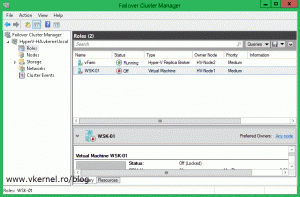 Failover Cluster Manager
File Action View Help
Failover Cluster Manager
Roles
Nodes
Storage
Networks
Cluster Events
Roles (2)
Search
Queries
Name Status Type Owner Node Priority Information
Running Hyper-V Replica Broker HV-Node2 Medium
WSK-01 Off Virtual Machine HV-Node1 Medium
WSK-01
Preferred Owners: Any node
Virtual Machine WSK-01
Status: Off (Locked)
www.vkernel.ro/blog
Resources
Roles: WSK-01